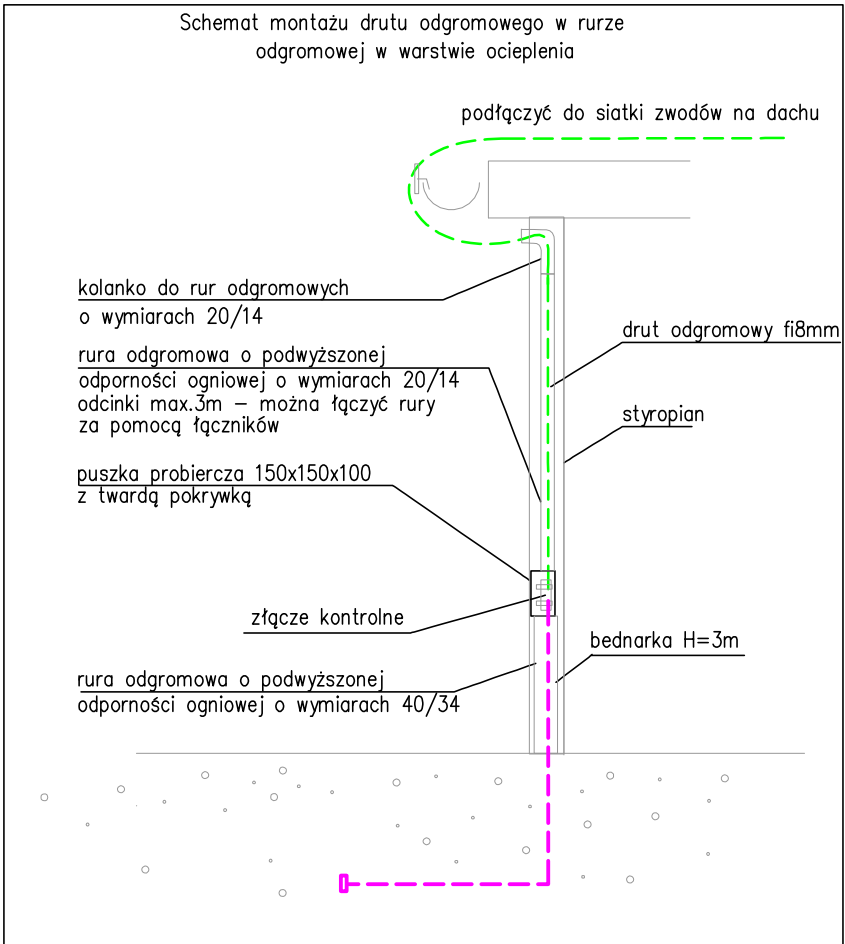 Schemat montażu drutu odgromowego w rurze
odgromowej w warstwie ocieplenia
podłączyć do siatki zwodów na dachu
kolanko do rur odgromowych
o wymiarach 20/14
drut odgromowy fi8mm
rura odgromowa o podwyższonej
odporności ogniowej o wymiarach 20/14
odcinki max.3m – można łączyć rury
za pomocą łączników
styropian
puszka probiercza 150x150x100
z twardą pokrywką
złącze kontrolne
bednarka H=3m
rura odgromowa o podwyższonej
odporności ogniowej o wymiarach 40/34